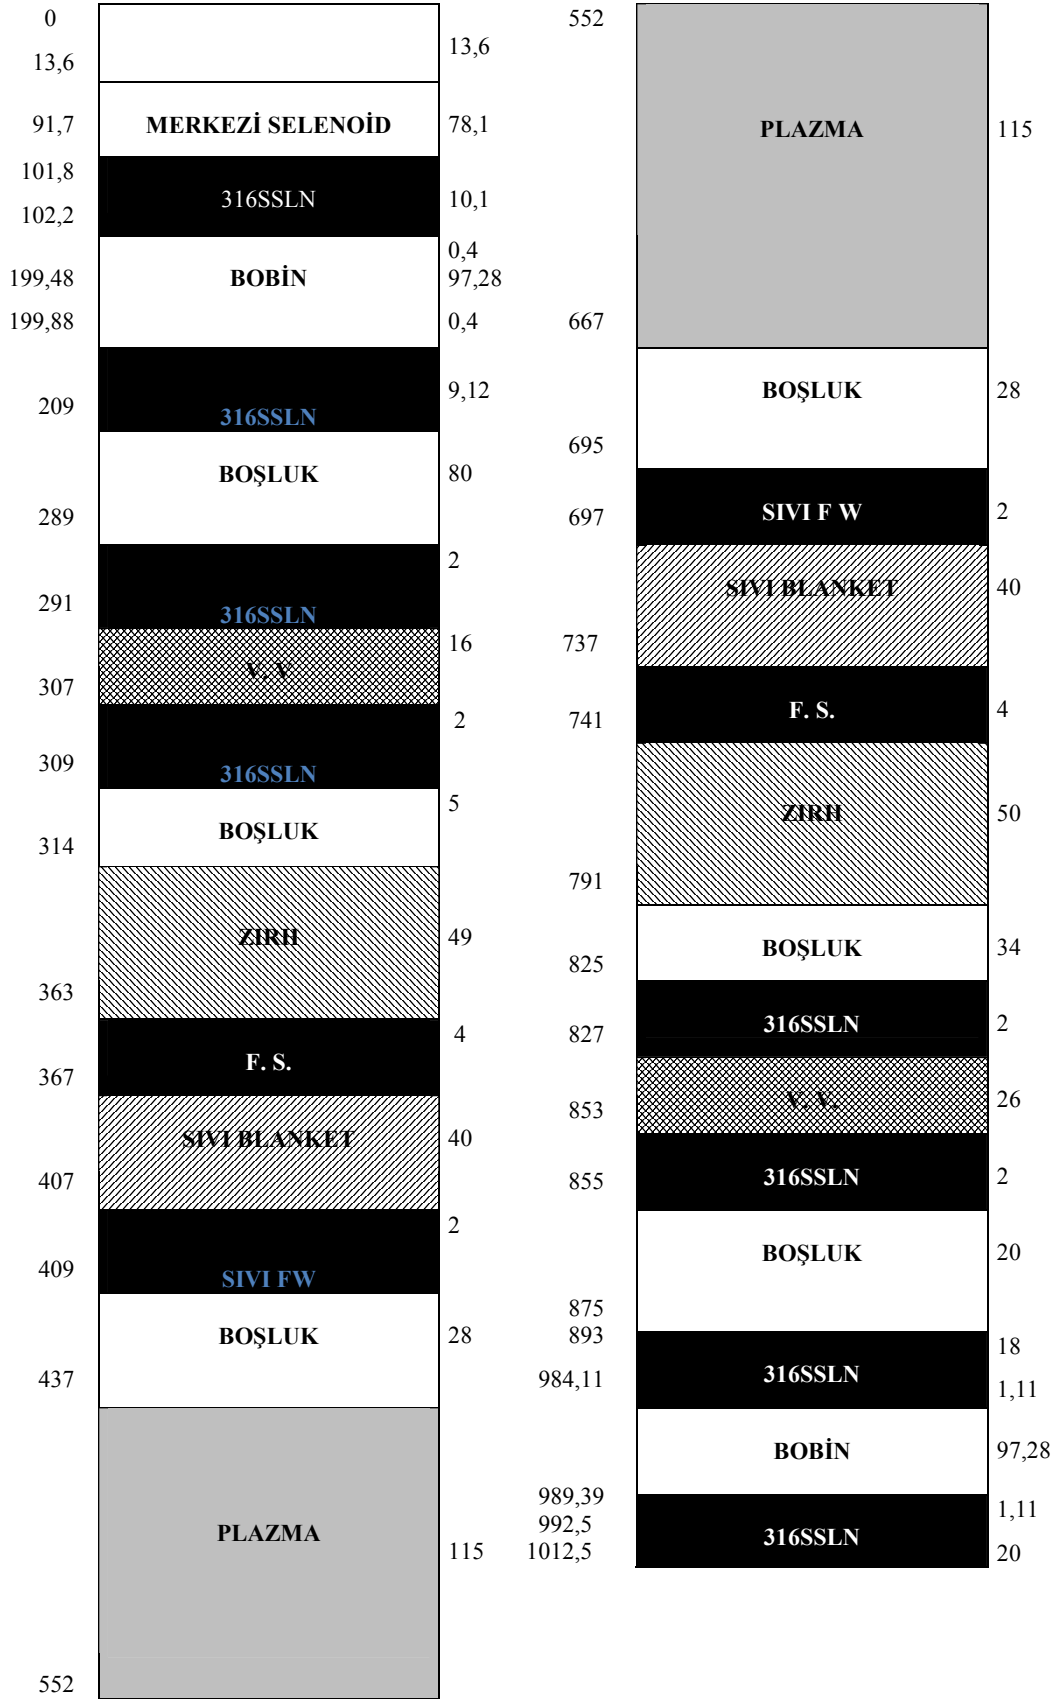 0
13,6
13,6
91,7
MERKEZİ SELENOİD
78,1
101,8
316SSLN
10,1
102,2
0,4
199,48
BOBİN
97,28
199,88
0,4
9,12
209
316SSLN
BOŞLUK
80
289
2
291
316SSLN
16
V. V
307
2
309
316SSLN
5
BOŞLUK
314
ZIRH
49
363
4
F. S.
367
SIVI BLANKET
40
407
2
409
SIVI FW
BOŞLUK
28
437
PLAZMA
115
552
552
PLAZMA
115
667
BOŞLUK
28
695
697
SIVI F W
2
SIVI BLANKET
40
737
F. S.
4
741
ZIRH
50
791
BOŞLUK
34
825
316SSLN
2
827
V. V.
26
853
316SSLN
2
855
BOŞLUK
20
875
893
18
984,11
316SSLN
1,11
BOBİN
97,28
989,39
1,11
992,5
316SSLN
1012,5
20